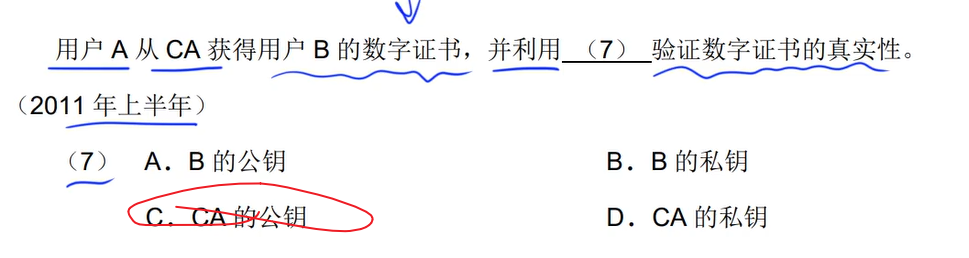 用户 A 从 CA 获得用户 B 的数字证书，并利用 （7） 验证数字证书的真实性。
（2011 年上半年）
（7） A．B 的公钥 B．B 的私钥
C．CA 的公钥 D．CA 的私钥